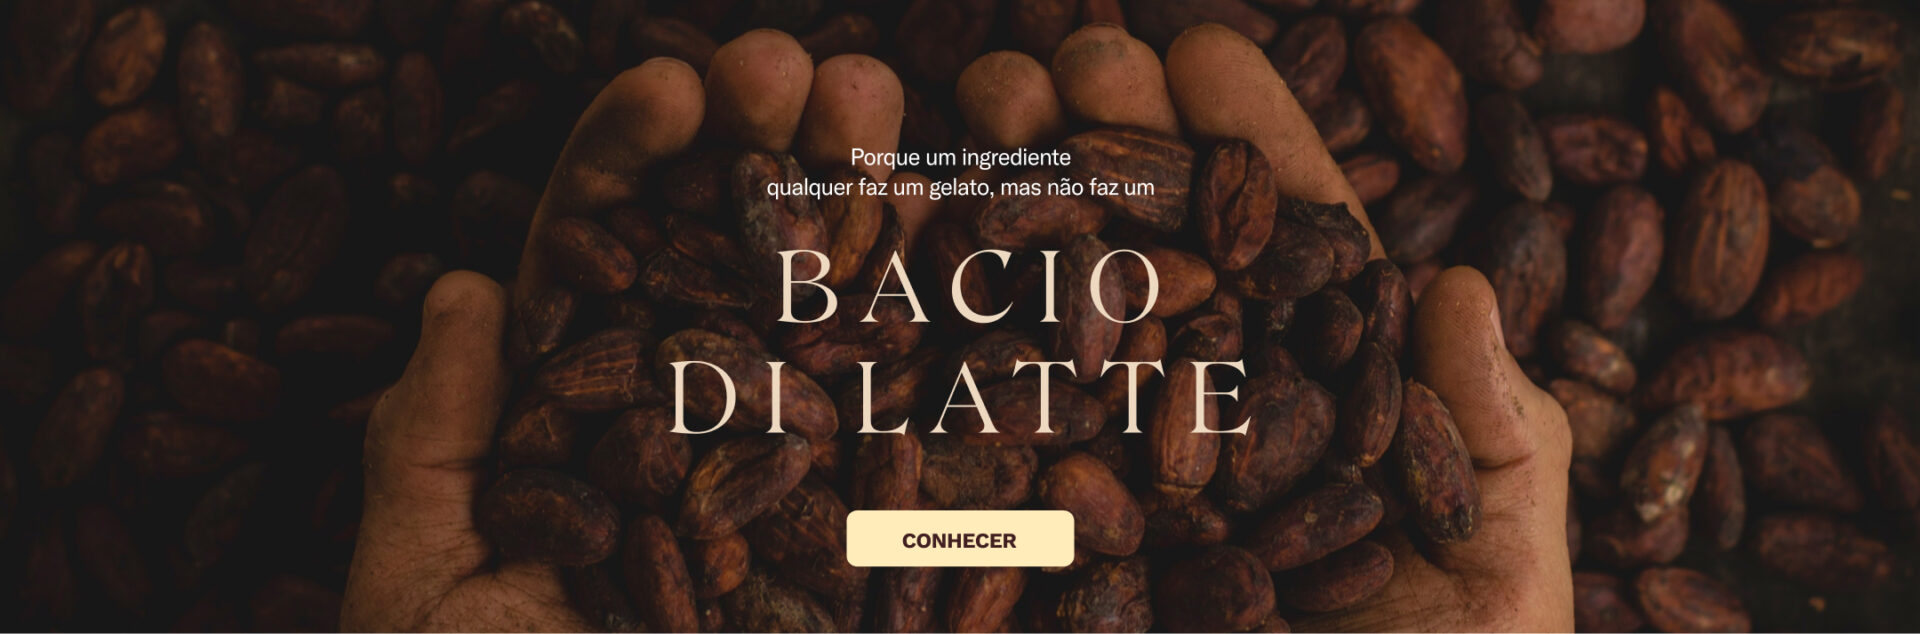 Porque um ingrediente
qualquer faz um gelato, mas não faz um
BACIO
DI LATTE
CONHECER